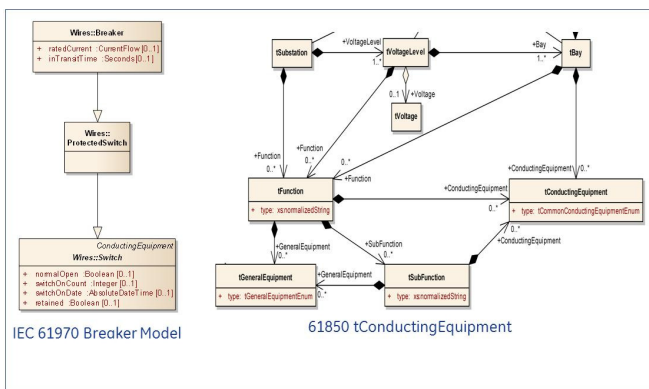 Wires::Breaker
+ ratedCurrent :CurrentFlow [0..1]
+ inTransitTime :Seconds [0..1]
Wires::
ProtectedSwitch
ConductingEquipment
Wires::Switch
+ normalOpen :Boolean [0..1]
+ switchOnCount :Integer [0..1]
+ switchOnDate :AbsoluteDateTime [0..1]
+ retained :Boolean [0..1]
IEC 61970 Breaker Model
tSubstation
+VoltageLevel
1..*
tVoltageLevel
+Bay
1..*
tBay
0..1
+Voltage
tVoltage
+Function
0..*
+Function
0..*
0..*
+Function
+ConductingEquipment
0..*
tFunction
+ type: xs:normalizedString
+ConductingEquipment
0..*
tConductingEquipment
+ type: tCommonConductingEquipmentEnum
+GeneralEquipment
0..*
+SubFunction
0..*
0..*
+ConductingEquipment
tGeneralEquipment
+ type: tGeneralEquipmentEnum
+GeneralEquipment
0..*
tSubFunction
+ type: xs:normalizedString
61850 tConductingEquipment